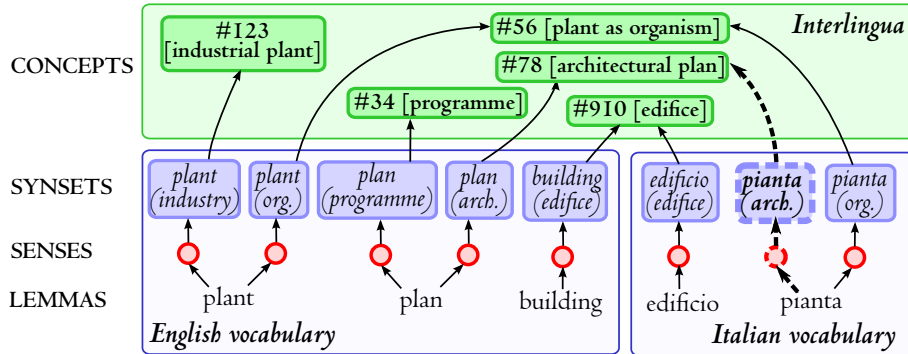 #123
[industrial plant]
#56 [plant as organism]
Interlingua
CONCEPTS
#78 [architectural plan]
#34 [programme]
#910 [edifice]
SYNSETS
plant
(industry)
plant
(org.)
plan
(programme)
plan
(arch.)
building
(edifice)
edificio
(edifice)
pianta
(arch.)
pianta
(org.)
SENSES
LEMMAS
plant
plan
building
edificio
pianta
English vocabulary
Italian vocabulary